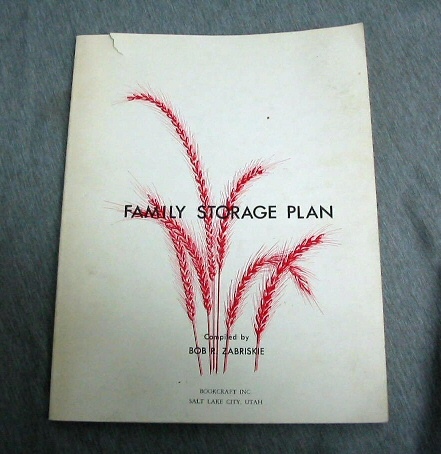 FAMILY STORAGE PLAN
Compiled by
BOB R. ZABRISKIE
BOOKCRAFT INC.
SALT LAKE CITY, UTAH